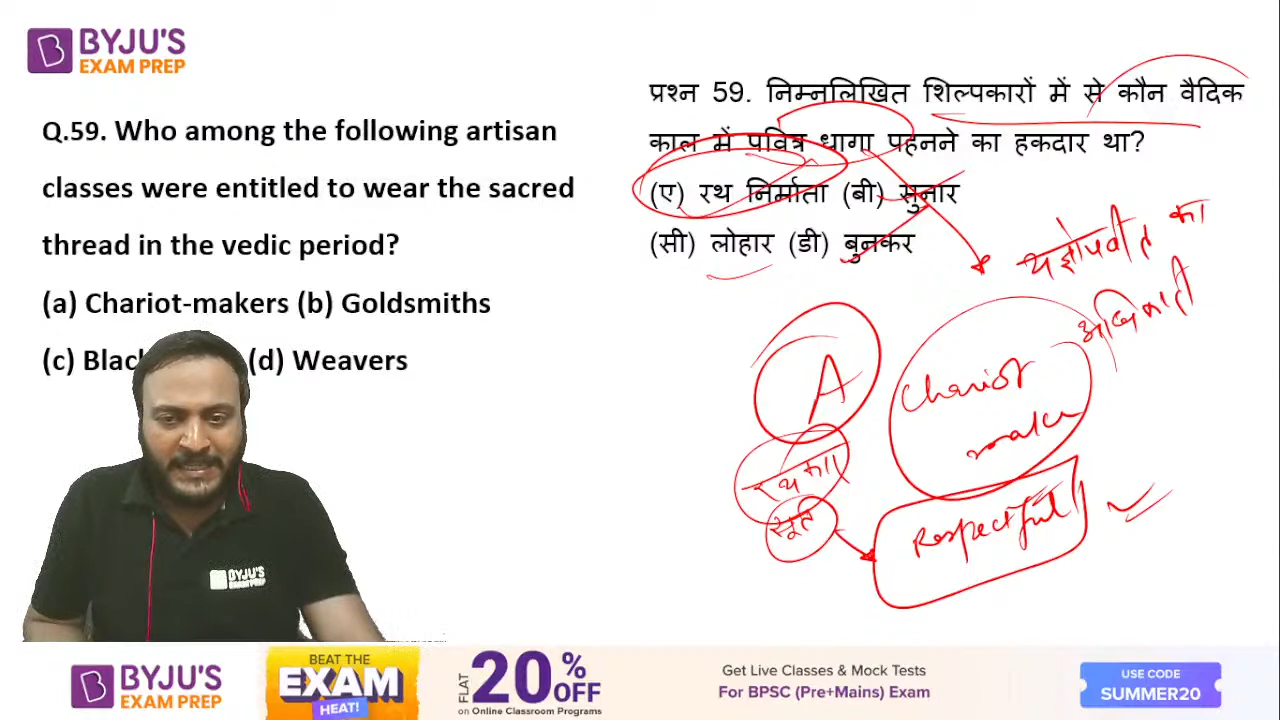 BYJU'S
EXAM PREP
Q.59. Who among the following artisan
classes were entitled to wear the sacred
thread in the vedic period?
(a) Chariot-makers (b) Goldsmiths
(c) Blac (d) Weavers
प्रश्न 59. निम्नलिखित शिल्पकारों में से कौन वैदिक
काल में पवित्र धागा पहनने का हकदार था?
(ए) रथ निर्माता (बी) सुनार
(सी) लोहार (डी) बुनकर
यज्ञोपवीत का
A
Chariot
maker
रथकार
सूत
Respectful
BYJU'S
EXAM PREP
BYJU'S
EXAM PREP
BEAT THE
EXAM
HEAT!
FLAT 20% OFF
on Online Classroom Programs
Get Live Classes & Mock Tests
For BPSC (Pre+Mains) Exam
USE CODE
SUMMER20